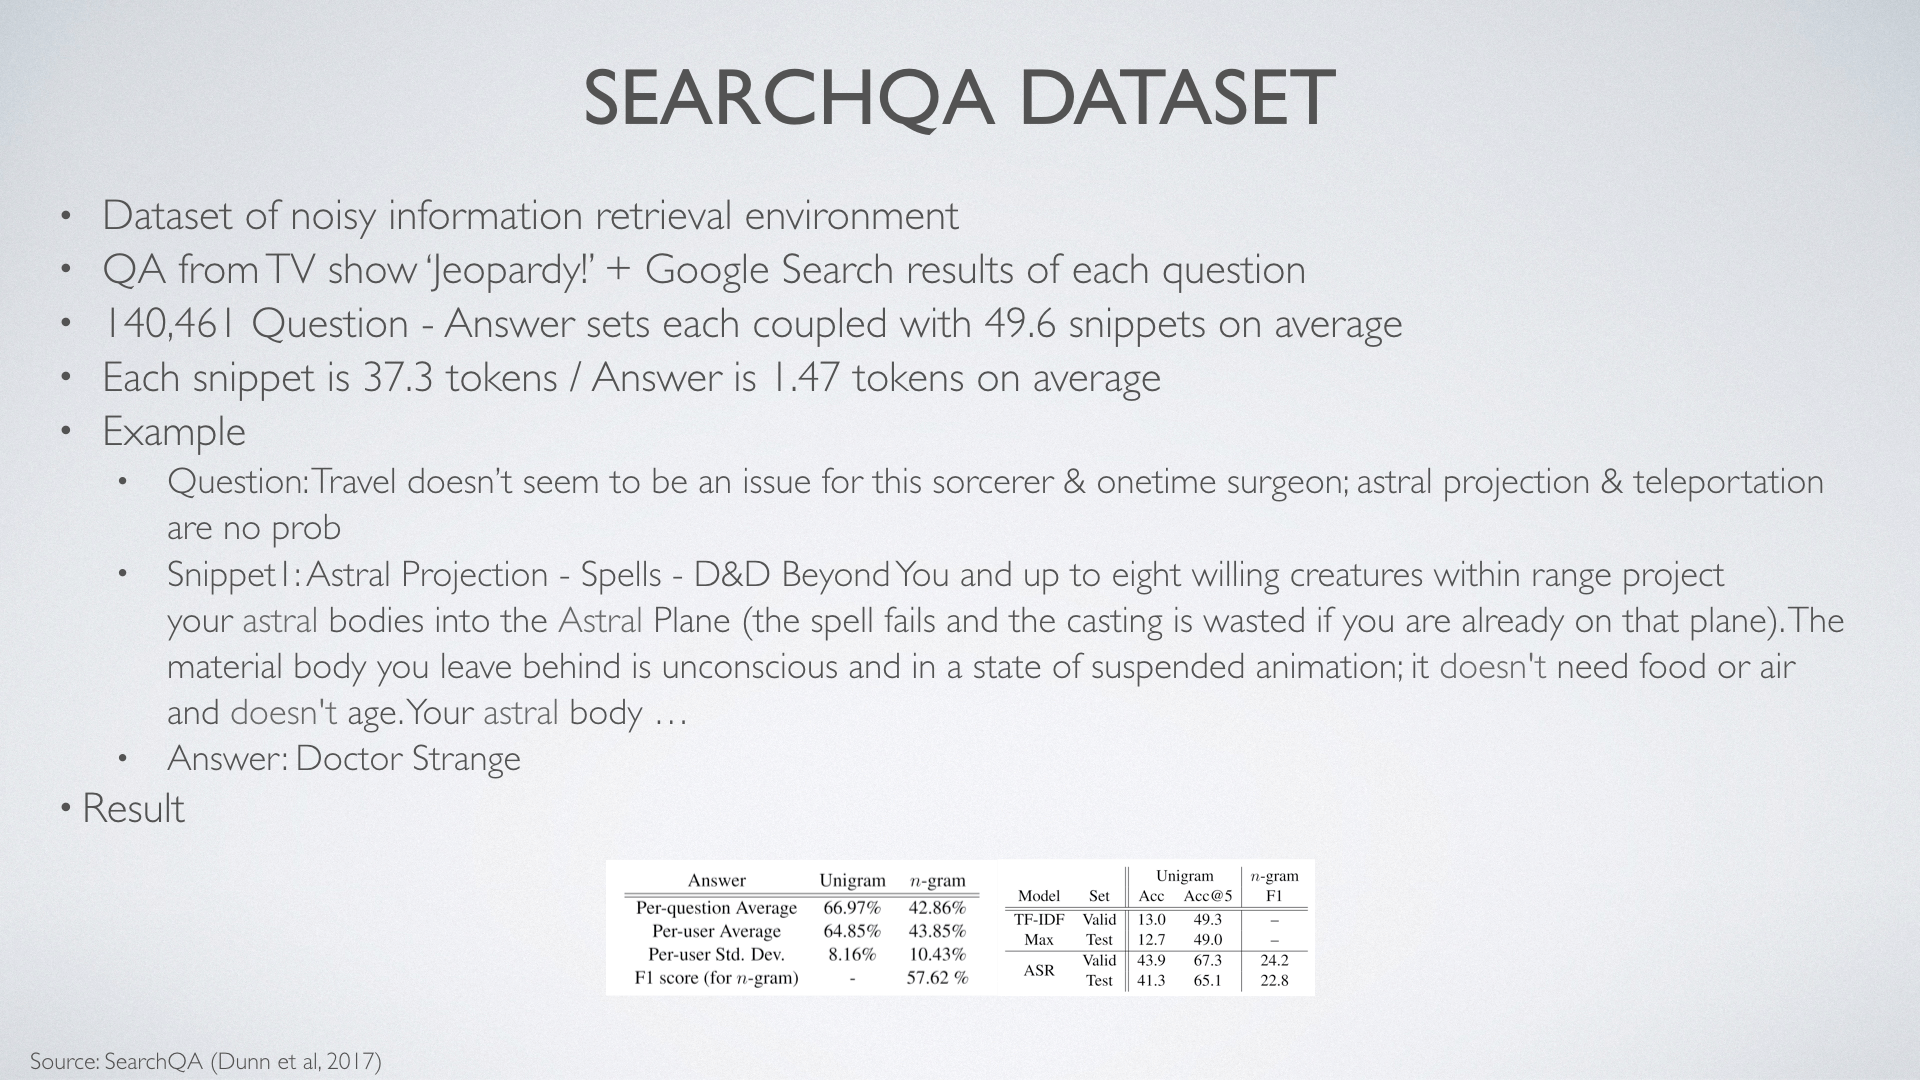 SEARCHQA DATASET
• Dataset of noisy information retrieval environment
• QA from TV show ‘Jeopardy!’ + Google Search results of each question
• 140,461 Question - Answer sets each coupled with 49.6 snippets on average
• Each snippet is 37.3 tokens / Answer is 1.47 tokens on average
• Example
• Question: Travel doesn’t seem to be an issue for this sorcerer & onetime surgeon; astral projection & teleportation
are no prob
• Snippet1: Astral Projection - Spells - D&D Beyond You and up to eight willing creatures within range project
your astral bodies into the Astral Plane (the spell fails and the casting is wasted if you are already on that plane). The
material body you leave behind is unconscious and in a state of suspended animation; it doesn't need food or air
and doesn't age. Your astral body …
• Answer: Doctor Strange
• Result
Answer Unigram n-gram
Per-question Average 66.97% 42.86%
Per-user Average 64.85% 43.85%
Per-user Std. Dev. 8.16% 10.43%
F1 score (for n-gram) - 57.62 %
Unigram n-gram
Model Set Acc Acc@5 F1
TF-IDF Valid 13.0 49.3 –
Max Test 12.7 49.0 –
ASR Valid 43.9 67.3 24.2
Test 41.3 65.1 22.8
Source: SearchQA (Dunn et al, 2017)